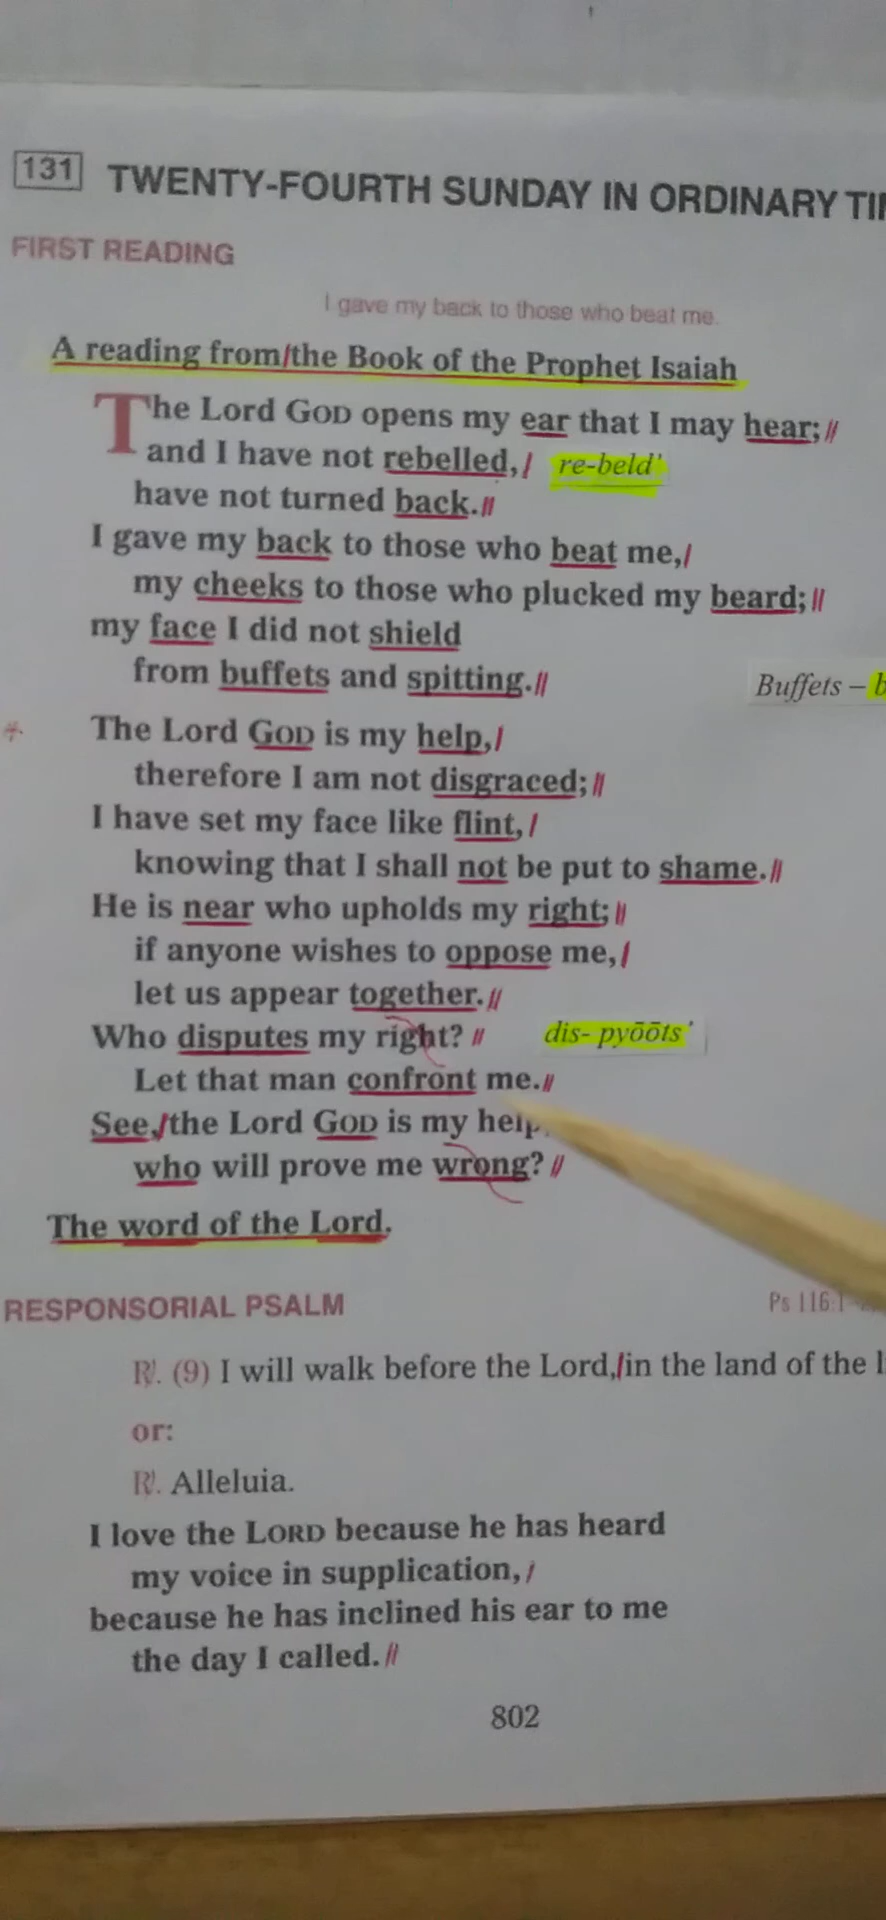 131 TWENTY-FOURTH SUNDAY IN ORDINARY
FIRST READING
I gave my back to those who beat me.
A reading from/the Book of the Prophet Isaiah
The Lord GOD opens my ear that I may hear;//
and I have not rebelled,/ re-beld'
have not turned back.//
I gave my back to those who beat me,/
my cheeks to those who plucked my beard;//
my face I did not shield
from buffets and spitting.// Buffets –
* The Lord GOD is my help,/
therefore I am not disgraced;//
I have set my face like flint,/
knowing that I shall not be put to shame.//
He is near who upholds my right;//
if anyone wishes to oppose me,/
let us appear together.//
Who disputes my right?// dis- pyōōts'
Let that man confront me.//
See,/the Lord GOD is my help
who will prove me wrong?//
The word of the Lord.
RESPONSORIAL PSALM Ps 116:1
℟. (9) I will walk before the Lord,/in the land of the
or:
℟. Alleluia.
I love the LORD because he has heard
my voice in supplication,/
because he has inclined his ear to me
the day I called.//
802